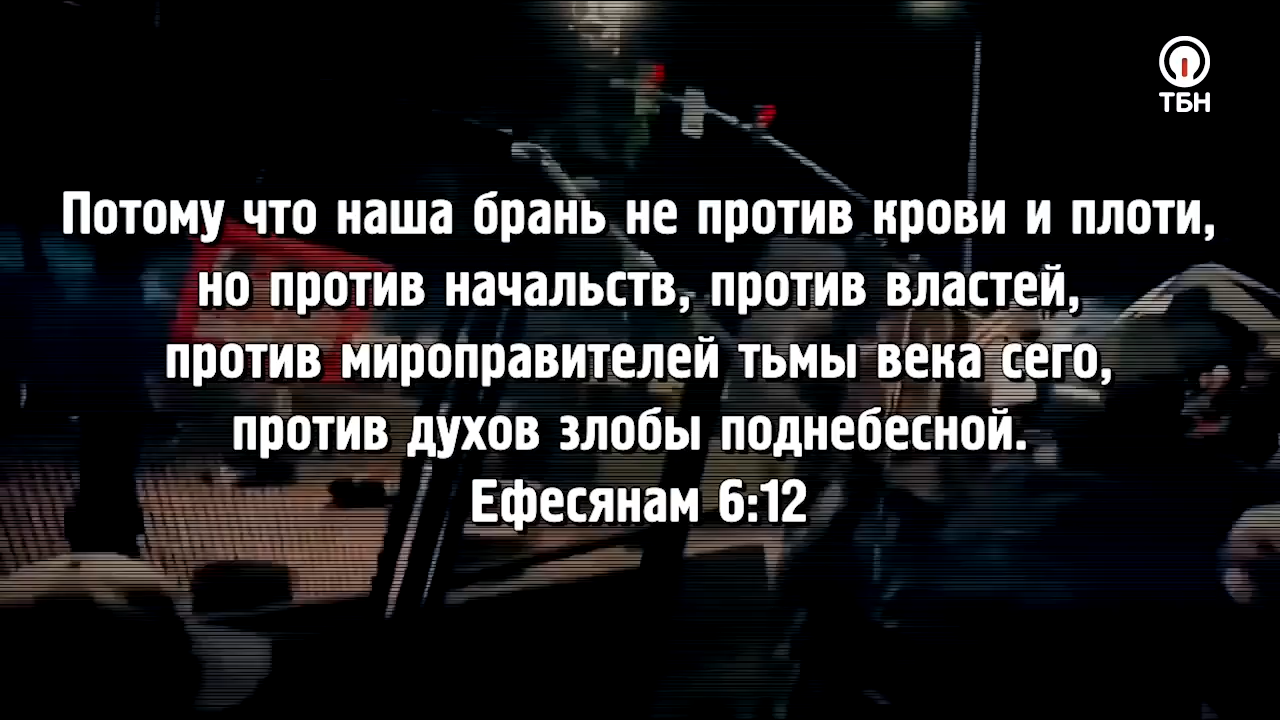 ТБН
Потому что наша брань не против крови и плоти,
но против начальств, против властей,
против мироправителей тьмы века сего,
против духов злобы поднебесной.
Ефесянам 6:12